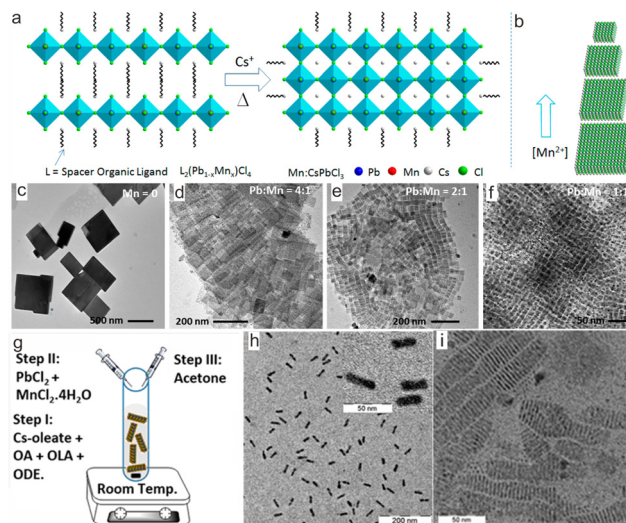 a
b
Cs⁺
Δ
[Mn²⁺]
L = Spacer Organic Ligand
L₂(Pb₁₋ₓMnₓ)Cl₄
Mn:CsPbCl₃
Pb
Mn
Cs
Cl
c
Mn = 0
500 nm
d
Pb:Mn = 4:1
200 nm
e
Pb:Mn = 2:1
200 nm
f
Pb:Mn = 1:1
50 nm
g
Step II:
PbCl₂ +
MnCl₂.4H₂O
Step III:
Acetone
Step I:
Cs-oleate +
OA + OLA +
ODE.
Room Temp.
h
50 nm
200 nm
i
50 nm